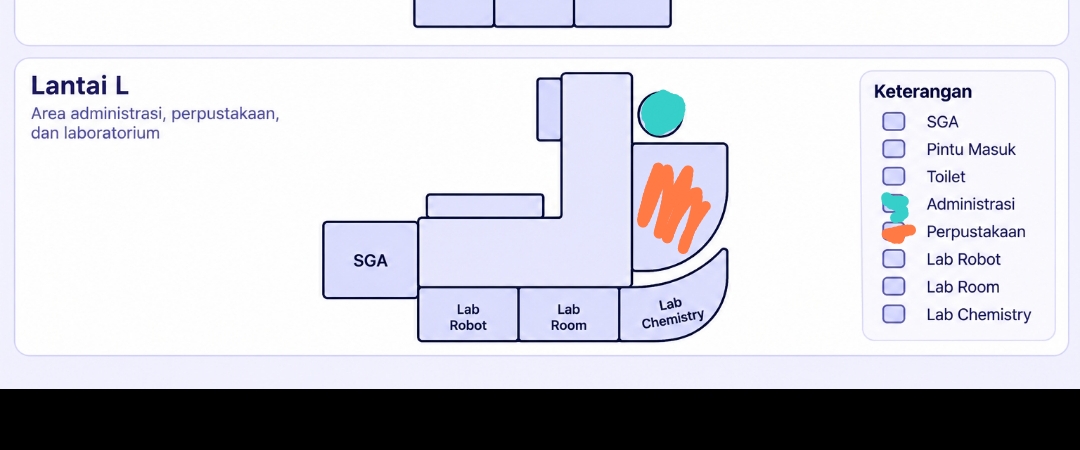 Lantai L
Area administrasi, perpustakaan,
dan laboratorium
SGA
Lab
Robot
Lab
Room
Lab
Chemistry
Keterangan
SGA
Pintu Masuk
Toilet
Administrasi
Perpustakaan
Lab Robot
Lab Room
Lab Chemistry